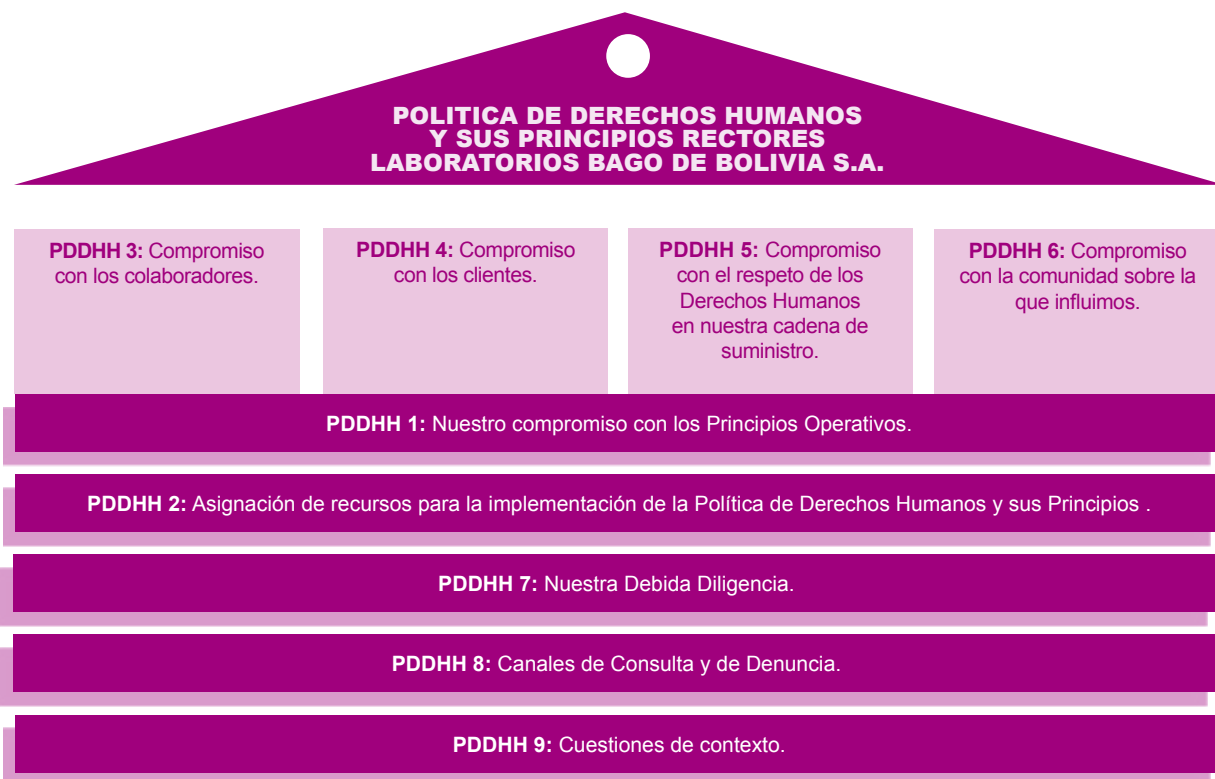 POLITICA DE DERECHOS HUMANOS
Y SUS PRINCIPIOS RECTORES
LABORATORIOS BAGO DE BOLIVIA S.A.
PDDHH 3: Compromiso
con los colaboradores.
PDDHH 4: Compromiso
con los clientes.
PDDHH 5: Compromiso
con el respeto de los
Derechos Humanos
en nuestra cadena de
suministro.
PDDHH 6: Compromiso
con la comunidad sobre la
que influimos.
PDDHH 1: Nuestro compromiso con los Principios Operativos.
PDDHH 2: Asignación de recursos para la implementación de la Política de Derechos Humanos y sus Principios .
PDDHH 7: Nuestra Debida Diligencia.
PDDHH 8: Canales de Consulta y de Denuncia.
PDDHH 9: Cuestiones de contexto.